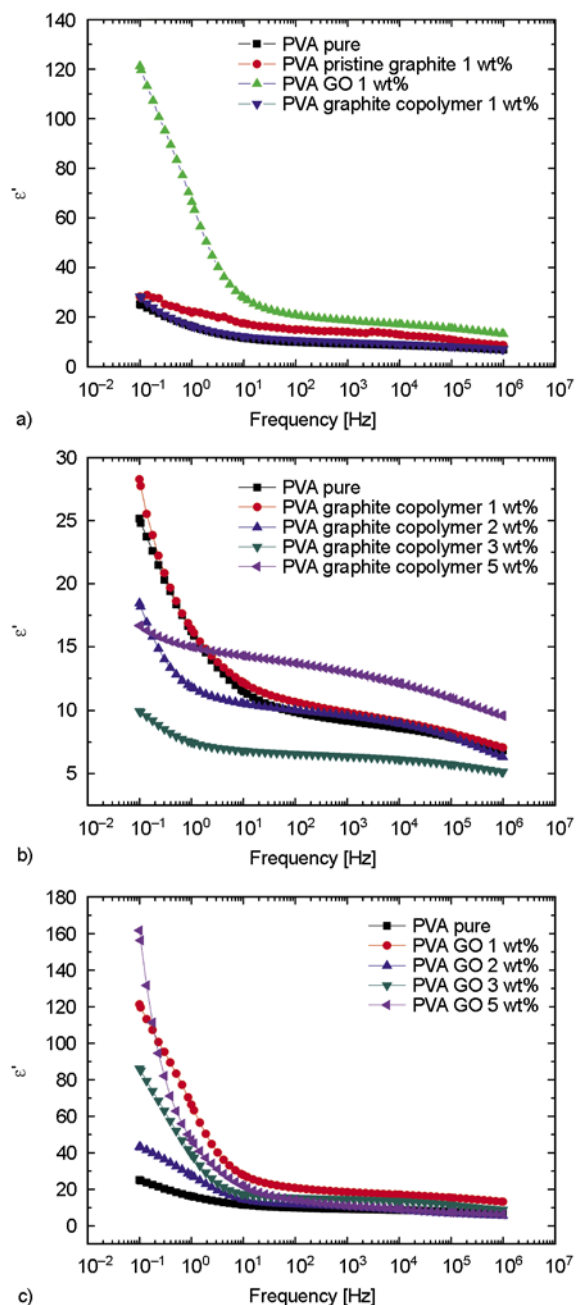 140
120
100
80
60
40
20
0
ε'
PVA pure
PVA pristine graphite 1 wt%
PVA GO 1 wt%
PVA graphite copolymer 1 wt%
10⁻² 10⁻¹ 10⁰ 10¹ 10² 10³ 10⁴ 10⁵ 10⁶ 10⁷
a) Frequency [Hz]
30
25
20
15
10
5
ε'
PVA pure
PVA graphite copolymer 1 wt%
PVA graphite copolymer 2 wt%
PVA graphite copolymer 3 wt%
PVA graphite copolymer 5 wt%
10⁻² 10⁻¹ 10⁰ 10¹ 10² 10³ 10⁴ 10⁵ 10⁶ 10⁷
b) Frequency [Hz]
180
160
140
120
100
80
60
40
20
0
ε'
PVA pure
PVA GO 1 wt%
PVA GO 2 wt%
PVA GO 3 wt%
PVA GO 5 wt%
10⁻² 10⁻¹ 10⁰ 10¹ 10² 10³ 10⁴ 10⁵ 10⁶ 10⁷
c) Frequency [Hz]